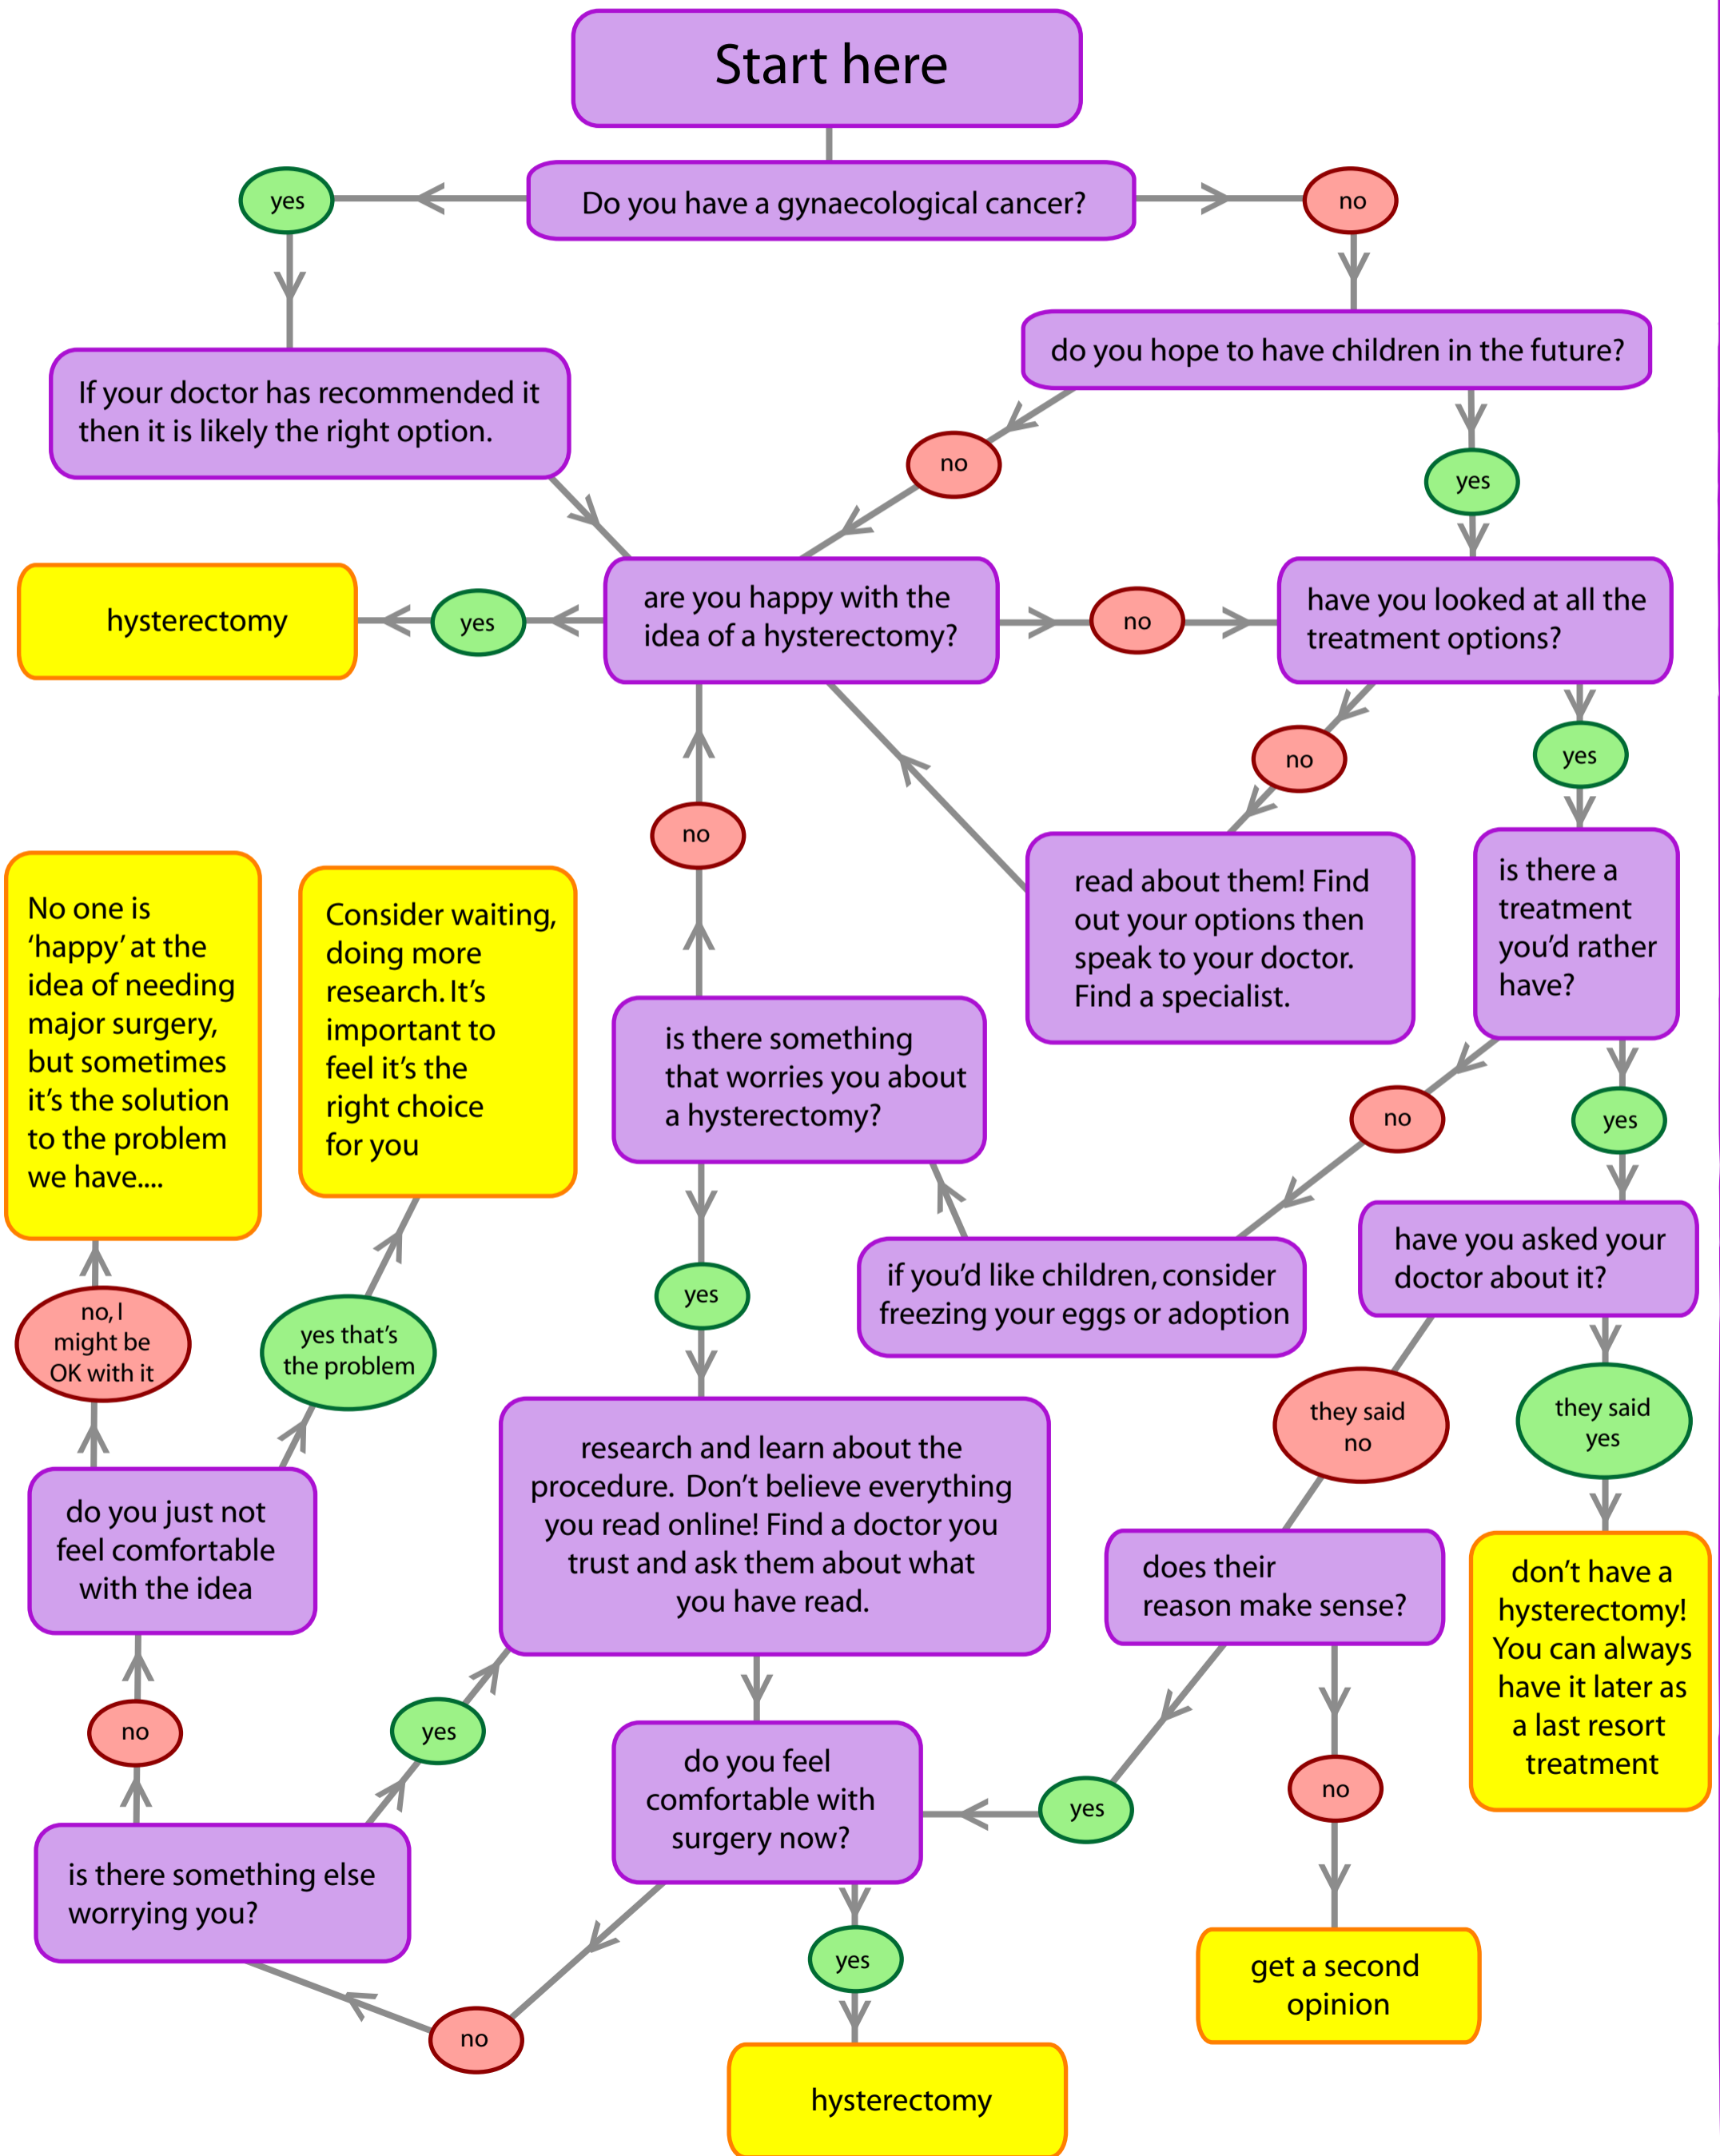 Start here
Do you have a gynaecological cancer?
yes
no
do you hope to have children in the future?
If your doctor has recommended it
then it is likely the right option.
no
yes
hysterectomy
yes
are you happy with the
idea of a hysterectomy?
no
have you looked at all the
treatment options?
no
yes
no
read about them! Find
out your options then
speak to your doctor.
Find a specialist.
is there a
treatment
you'd rather
have?
No one is
‘happy’ at the
idea of needing
major surgery,
but sometimes
it’s the solution
to the problem
we have....
Consider waiting,
doing more
research. It’s
important to
feel it’s the
right choice
for you
is there something
that worries you about
a hysterectomy?
no
yes
have you asked your
doctor about it?
if you’d like children, consider
freezing your eggs or adoption
yes
no, I
might be
OK with it
yes that’s
the problem
they said
no
they said
yes
research and learn about the
procedure. Don’t believe everything
you read online! Find a doctor you
trust and ask them about what
you have read.
do you just not
feel comfortable
with the idea
does their
reason make sense?
don’t have a
hysterectomy!
You can always
have it later as
a last resort
treatment
no
yes
do you feel
comfortable with
surgery now?
yes
no
is there something else
worrying you?
yes
no
get a second
opinion
hysterectomy